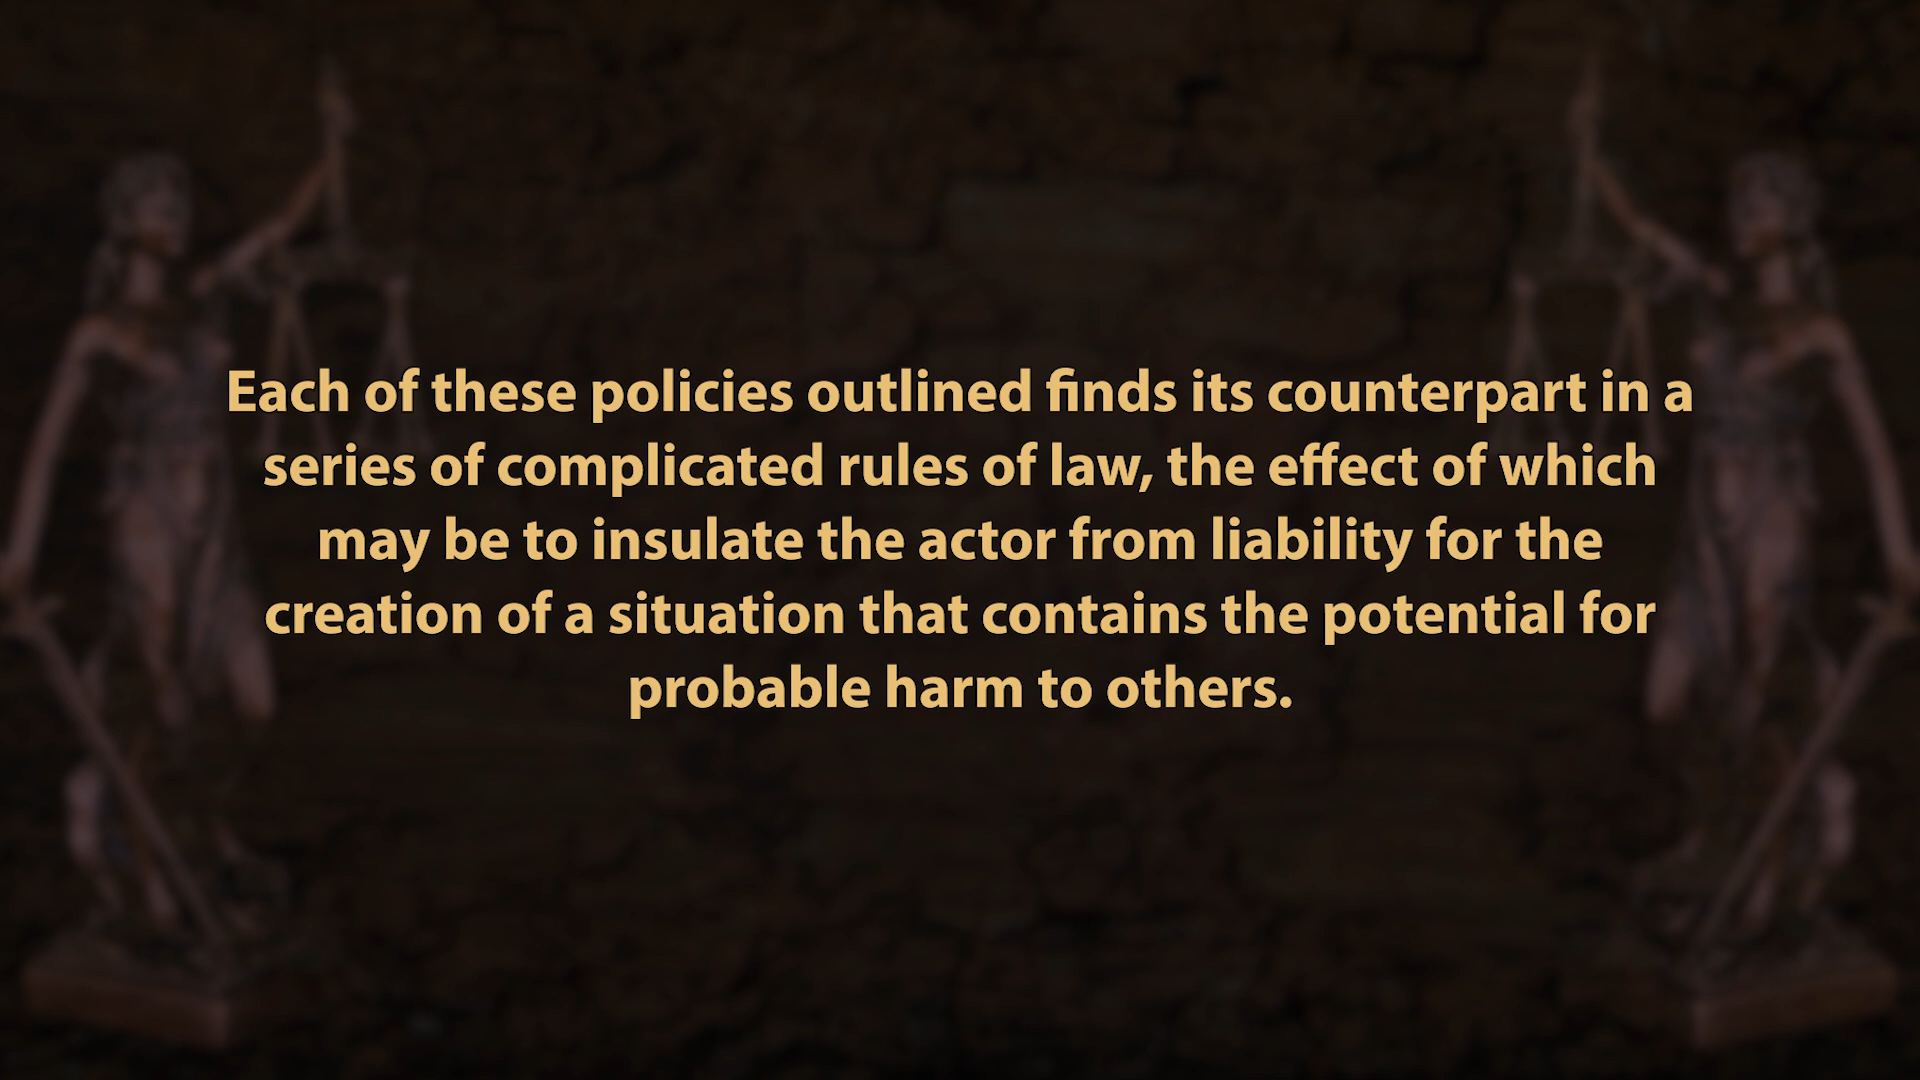 Each of these policies outlined finds its counterpart in a
series of complicated rules of law, the effect of which
may be to insulate the actor from liability for the
creation of a situation that contains the potential for
probable harm to others.